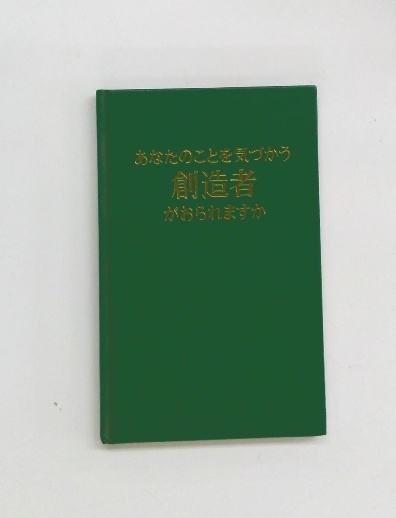 あなたのことを気づかう
創造者
がおられますか